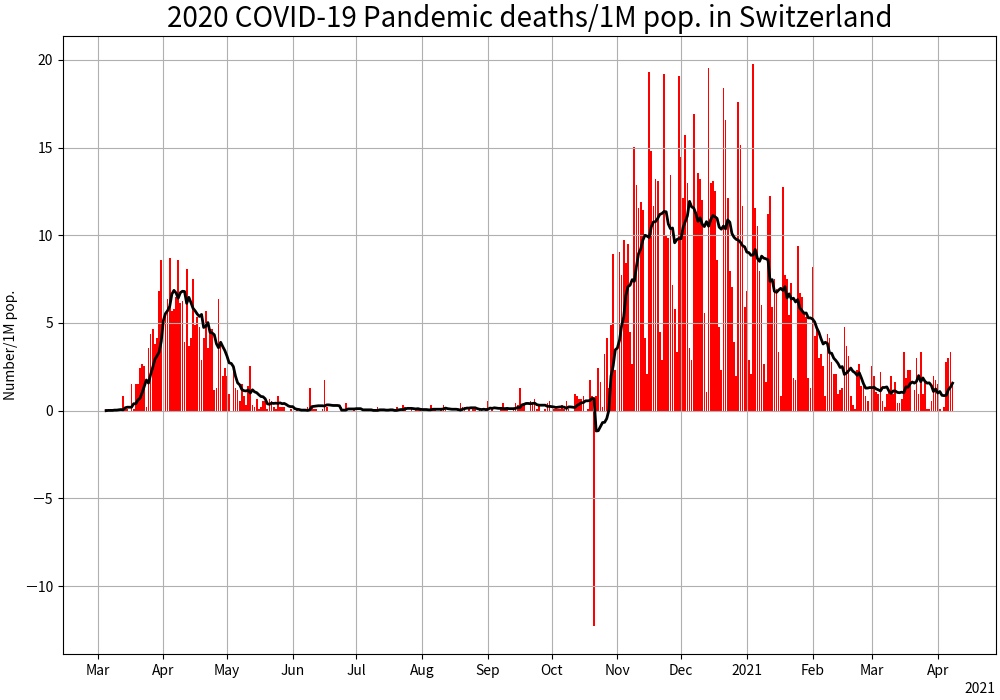 2020 COVID-19 Pandemic deaths/1M pop. in Switzerland
Number/1M pop.
20
15
10
5
0
−5
−10
Mar Apr May Jun Jul Aug Sep Oct Nov Dec 2021 Feb Mar Apr
2021